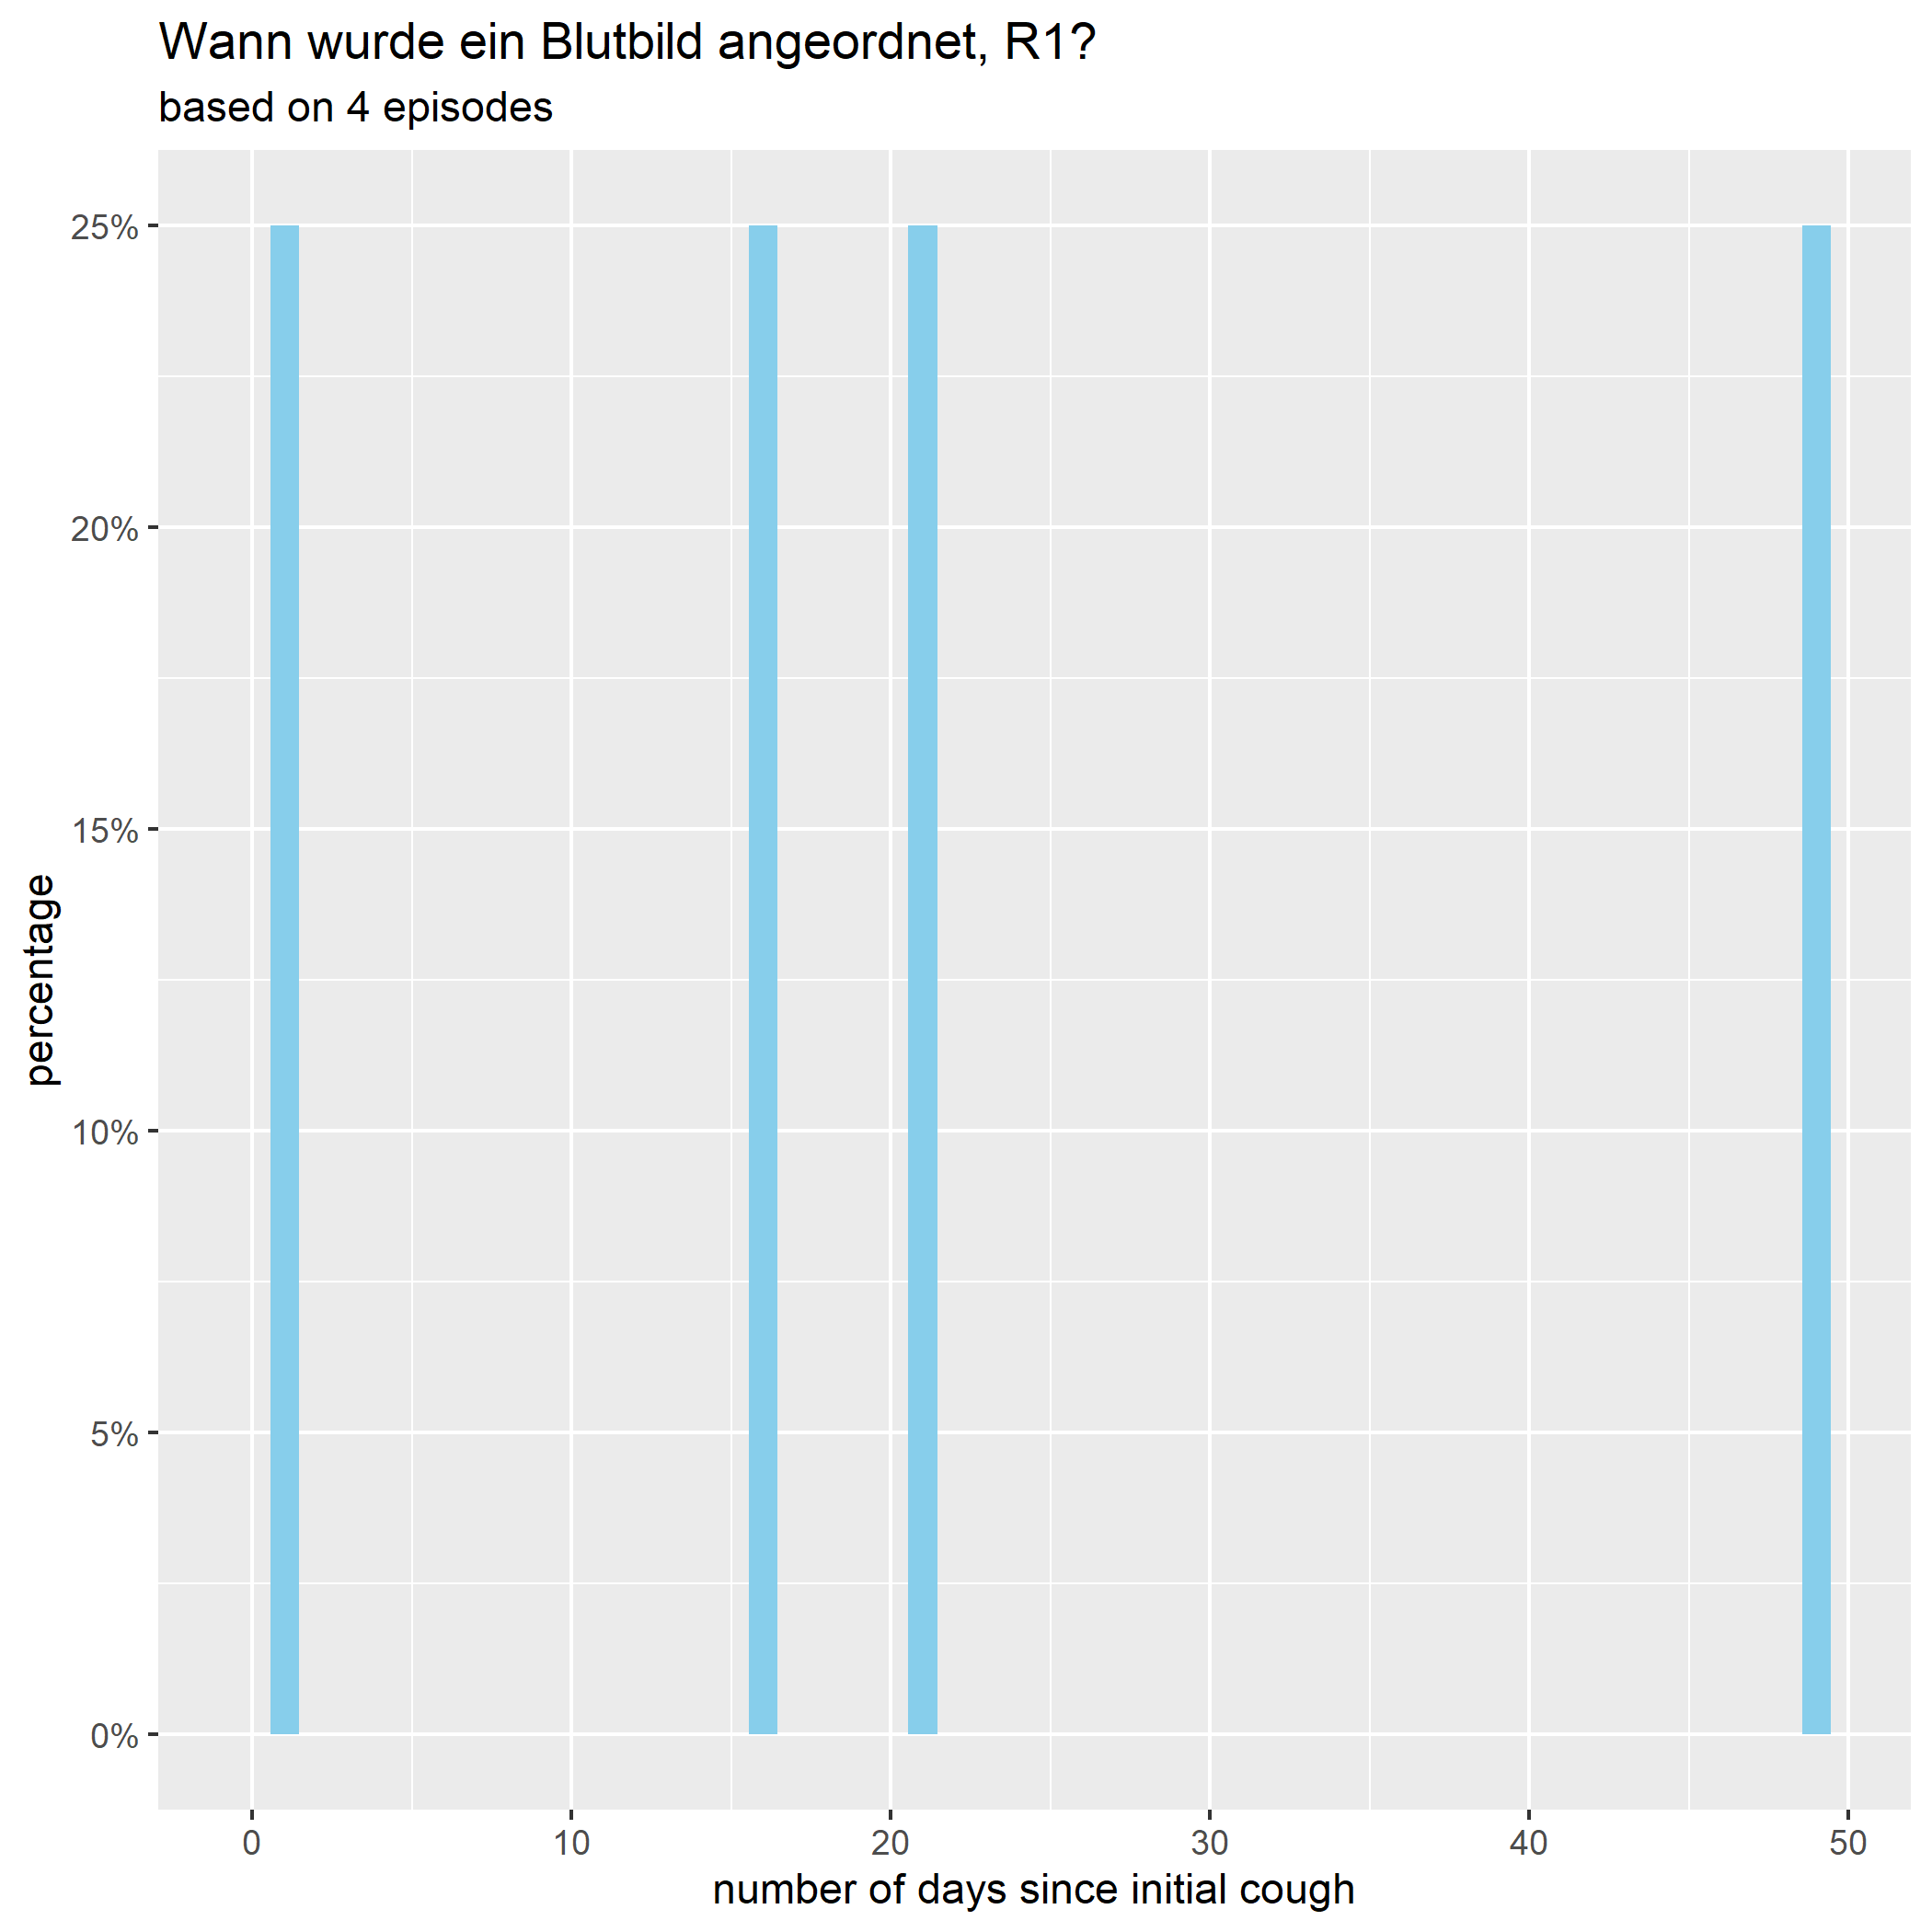 Wann wurde ein Blutbild angeordnet, R1?
based on 4 episodes
25%
20%
15%
10%
5%
0%
percentage
0 10 20 30 40 50
number of days since initial cough